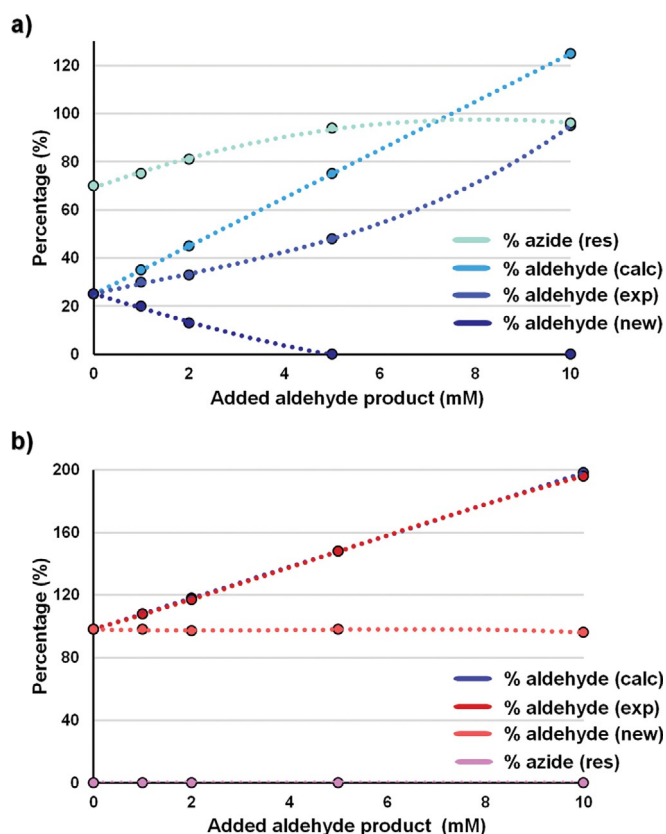 a)
120
100
80
60
40
20
0
Percentage (%)
% azide (res)
% aldehyde (calc)
% aldehyde (exp)
% aldehyde (new)
0 2 4 6 8 10
Added aldehyde product (mM)
b)
200
160
120
80
40
0
Percentage (%)
% aldehyde (calc)
% aldehyde (exp)
% aldehyde (new)
% azide (res)
0 2 4 6 8 10
Added aldehyde product (mM)